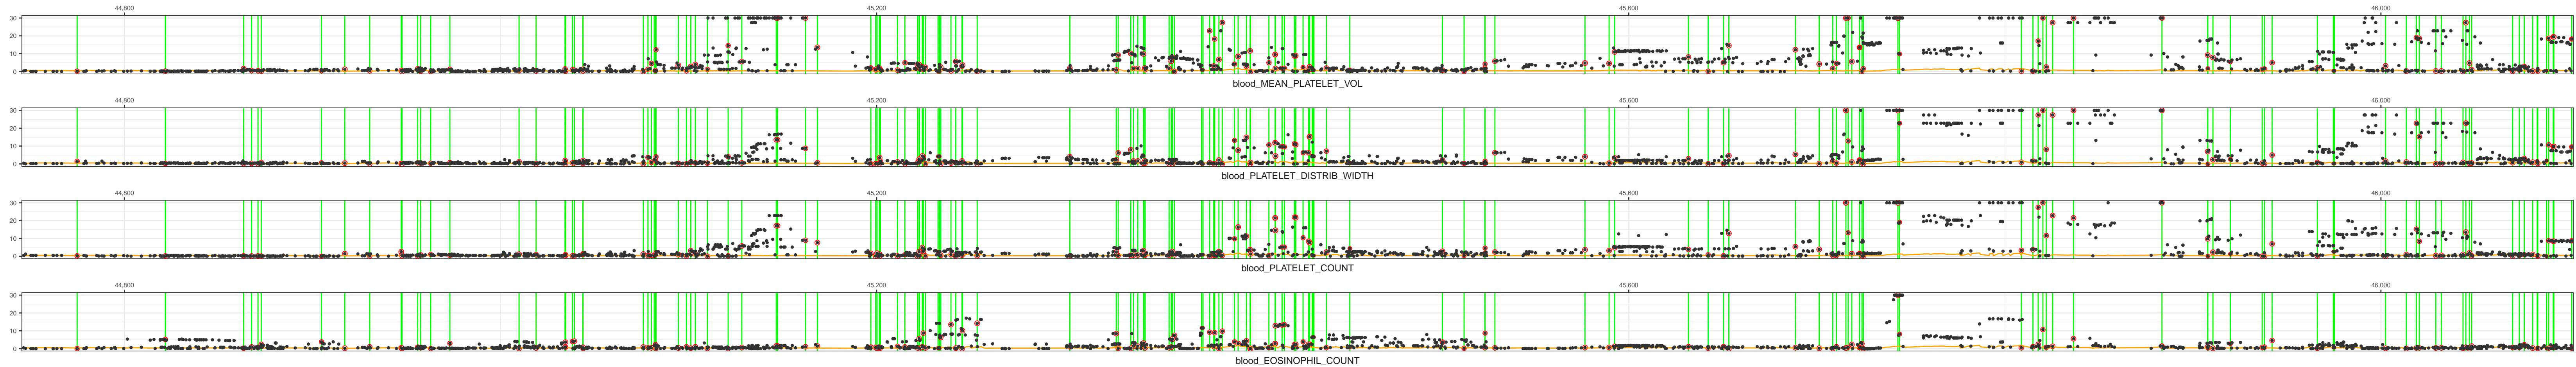 44,800 45,200 45,600 46,000
30
20
10
0
blood_MEAN_PLATELET_VOL
44,800 45,200 45,600 46,000
30
20
10
0
blood_PLATELET_DISTRIB_WIDTH
44,800 45,200 45,600 46,000
30
20
10
0
blood_PLATELET_COUNT
44,800 45,200 45,600 46,000
30
20
10
0
blood_EOSINOPHIL_COUNT